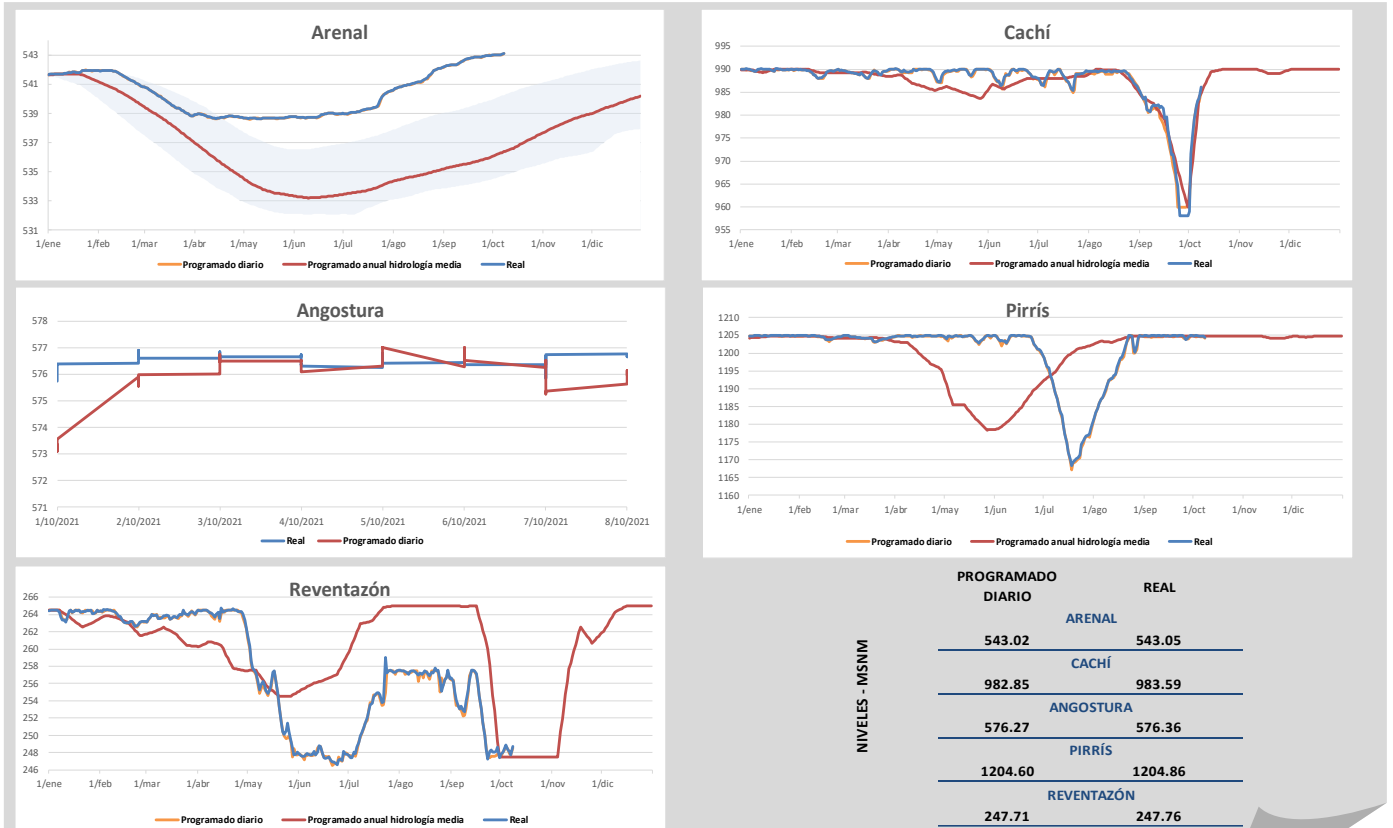 Arenal
543
541
539
537
535
533
531
1/ene 1/feb 1/mar 1/abr 1/may 1/jun 1/jul 1/ago 1/sep 1/oct 1/nov 1/dic
Programado diario Programado anual hidrología media Real
Cachí
995
990
985
980
975
970
965
960
955
1/ene 1/feb 1/mar 1/abr 1/may 1/jun 1/jul 1/ago 1/sep 1/oct 1/nov 1/dic
Programado diario Programado anual hidrología media Real
Angostura
578
577
576
575
574
573
572
571
1/10/2021 2/10/2021 3/10/2021 4/10/2021 5/10/2021 6/10/2021 7/10/2021 8/10/2021
Real Programado diario
Pirrís
1210
1205
1200
1195
1190
1185
1180
1175
1170
1165
1160
1/ene 1/feb 1/mar 1/abr 1/may 1/jun 1/jul 1/ago 1/sep 1/oct 1/nov 1/dic
Programado diario Programado anual hidrología media Real
Reventazón
266
264
262
260
258
256
254
252
250
248
246
1/ene 1/feb 1/mar 1/abr 1/may 1/jun 1/jul 1/ago 1/sep 1/oct 1/nov 1/dic
Programado diario Programado anual hidrología media Real
NIVELES - MSNM
PROGRAMADO
DIARIO
REAL
ARENAL
543.02 543.05
CACHÍ
982.85 983.59
ANGOSTURA
576.27 576.36
PIRRÍS
1204.60 1204.86
REVENTAZÓN
247.71 247.76